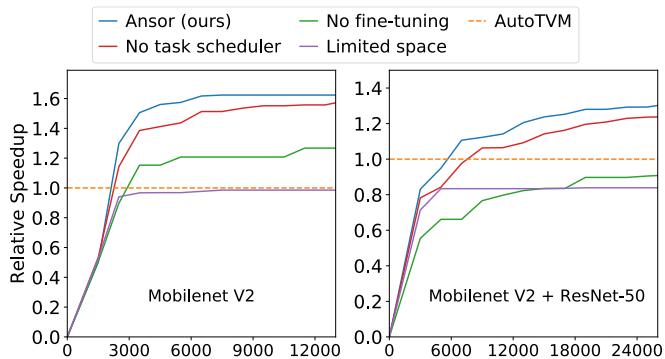 Ansor (ours)
No fine-tuning
AutoTVM
No task scheduler
Limited space
Relative Speedup
1.6
1.4
1.2
1.0
0.8
0.6
0.4
0.2
0.0
Mobilenet V2
0 3000 6000 9000 12000
1.4
1.2
1.0
0.8
0.6
0.4
0.2
0.0
Mobilenet V2 + ResNet-50
0 6000 12000 18000 24000